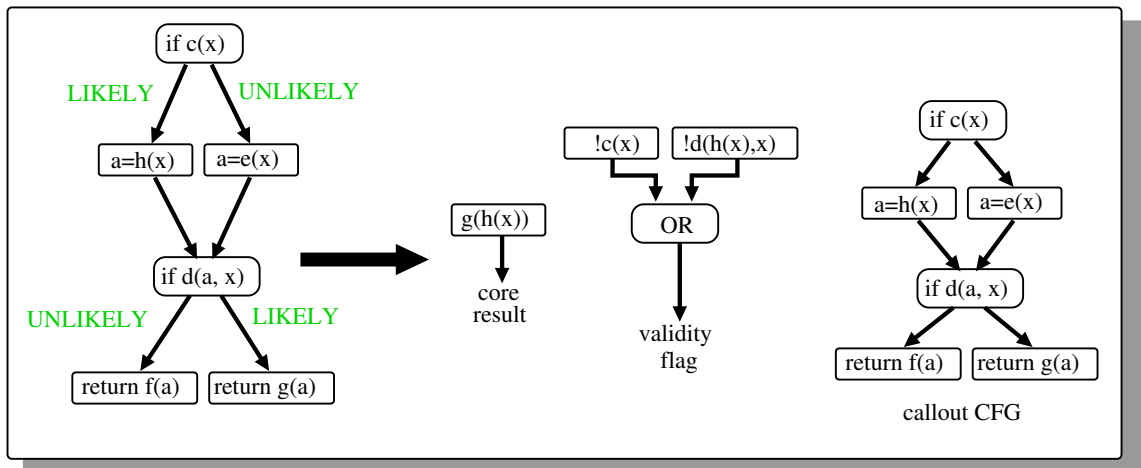 if c(x)
LIKELY
UNLIKELY
a=h(x)
a=e(x)
if d(a, x)
UNLIKELY
LIKELY
return f(a)
return g(a)
g(h(x))
core
result
!c(x)
!d(h(x),x)
OR
validity
flag
if c(x)
a=h(x)
a=e(x)
if d(a, x)
return f(a)
return g(a)
callout CFG